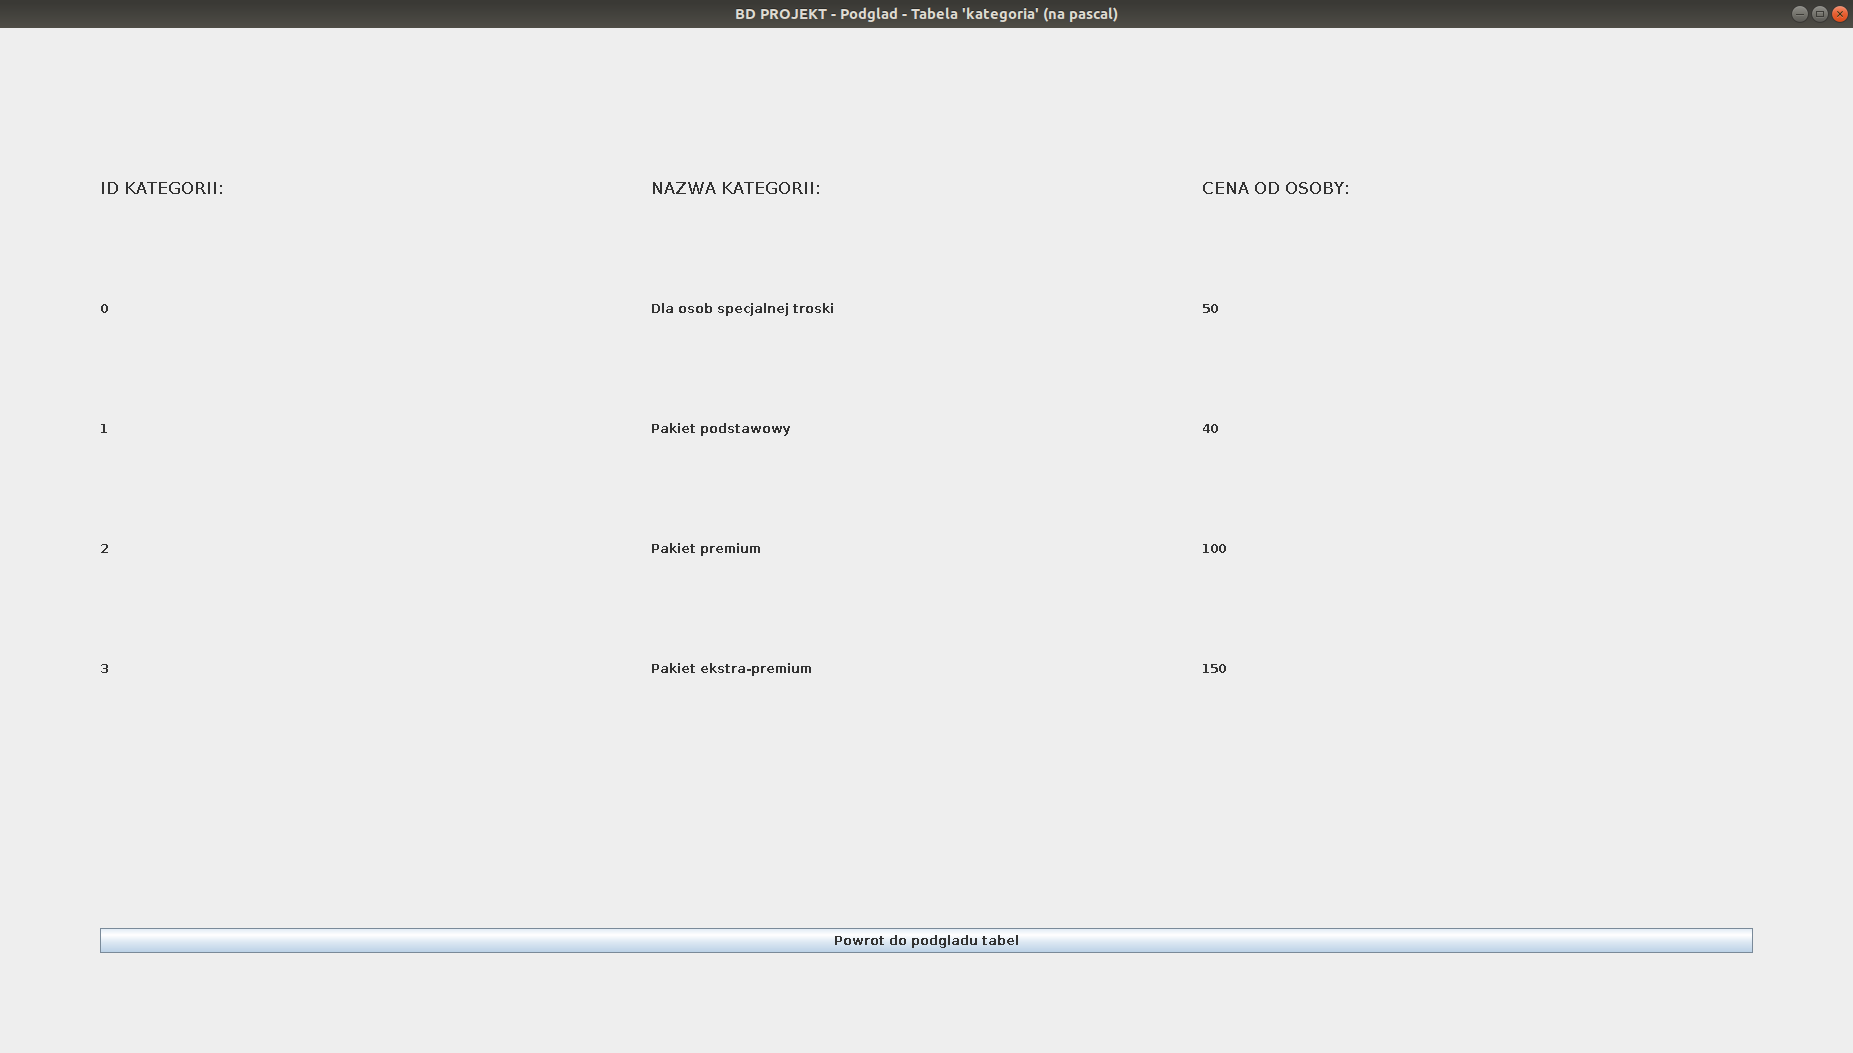 BD PROJEKT - Podglad - Tabela 'kategoria' (na pascal)
ID KATEGORII: NAZWA KATEGORII: CENA OD OSOBY:
0 Dla osob specjalnej troski 50
1 Pakiet podstawowy 40
2 Pakiet premium 100
3 Pakiet ekstra-premium 150
Powrot do podgladu tabel